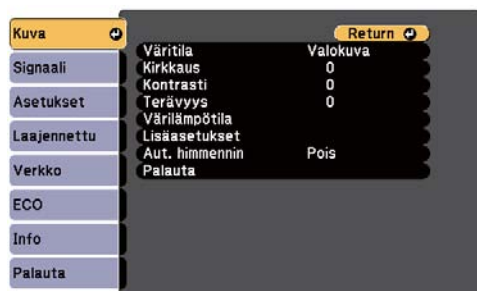 Kuva
Signaali
Asetukset
Laajennettu
Verkko
ECO
Info
Palauta
Return
Väritila Valokuva
Kirkkaus 0
Kontrasti 0
Terävyys 0
Värilämpötila
Lisäasetukset
Aut. himmennin Pois
Palauta